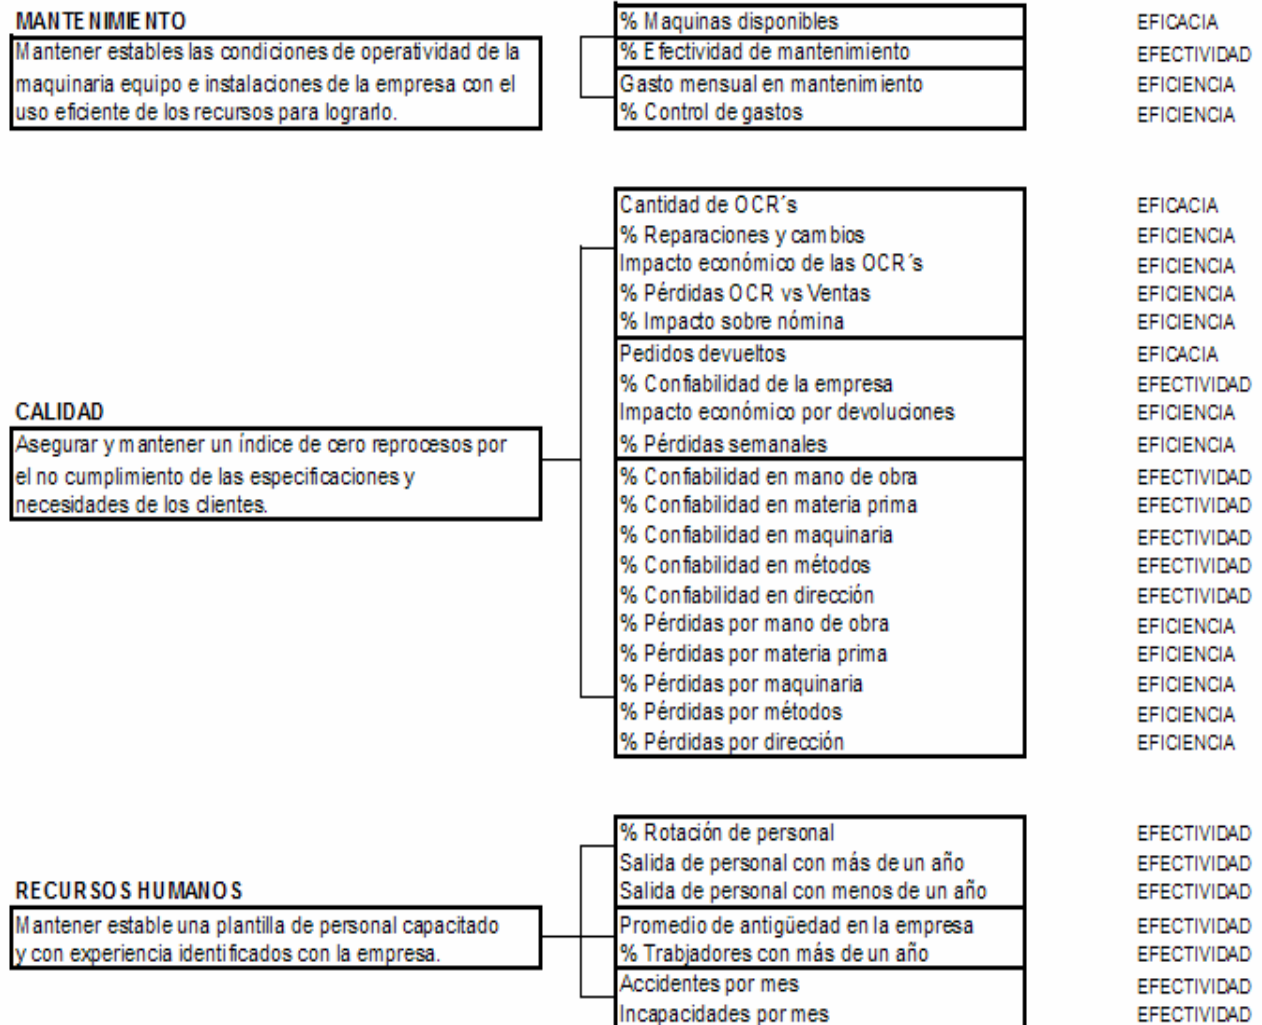 MANTENIMIENTO
Mantener estables las condiciones de operatividad de la
maquinaria equipo e instalaciones de la empresa con el
uso eficiente de los recursos para lograrlo.
% Maquinas disponibles EFICACIA
% Efectividad de mantenimiento EFECTIVIDAD
Gasto mensual en mantenimiento EFICIENCIA
% Control de gastos EFICIENCIA
CALIDAD
Asegurar y mantener un índice de cero reprocesos por
el no cumplimiento de las especificaciones y
necesidades de los clientes.
Cantidad de OCR´s EFICACIA
% Reparaciones y cambios EFICIENCIA
Impacto económico de las OCR´s EFICIENCIA
% Pérdidas OCR vs Ventas EFICIENCIA
% Impacto sobre nómina EFICIENCIA
Pedidos devueltos EFICACIA
% Confiabilidad de la empresa EFECTIVIDAD
Impacto económico por devoluciones EFICIENCIA
% Pérdidas semanales EFICIENCIA
% Confiabilidad en mano de obra EFECTIVIDAD
% Confiabilidad en materia prima EFECTIVIDAD
% Confiabilidad en maquinaria EFECTIVIDAD
% Confiabilidad en métodos EFECTIVIDAD
% Confiabilidad en dirección EFECTIVIDAD
% Pérdidas por mano de obra EFICIENCIA
% Pérdidas por materia prima EFICIENCIA
% Pérdidas por maquinaria EFICIENCIA
% Pérdidas por métodos EFICIENCIA
% Pérdidas por dirección EFICIENCIA
RECURSOS HUMANOS
Mantener estable una plantilla de personal capacitado
y con experiencia identificados con la empresa.
% Rotación de personal EFECTIVIDAD
Salida de personal con más de un año EFECTIVIDAD
Salida de personal con menos de un año EFECTIVIDAD
Promedio de antigüedad en la empresa EFECTIVIDAD
% Trabjadores con más de un año EFECTIVIDAD
Accidentes por mes EFECTIVIDAD
Incapacidades por mes EFECTIVIDAD